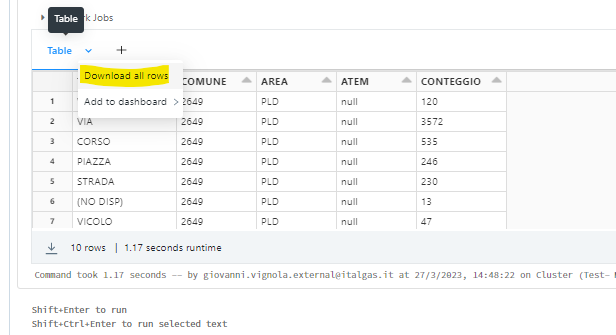 Table
k Jobs
Table
+
Download all rows
Add to dashboard
COMUNE AREA ATEM CONTEGGIO
1 2649 PLD null 120
2 VIA 2649 PLD null 3572
3 CORSO 2649 PLD null 535
4 PIAZZA 2649 PLD null 246
5 STRADA 2649 PLD null 230
6 (NO DISP) 2649 PLD null 13
7 VICOLO 2649 PLD null 47
10 rows | 1.17 seconds runtime
Command took 1.17 seconds -- by giovanni.vignola.external@italgas.it at 27/3/2023, 14:48:22 on Cluster (Test-
Shift+Enter to run
Shift+Ctrl+Enter to run selected text